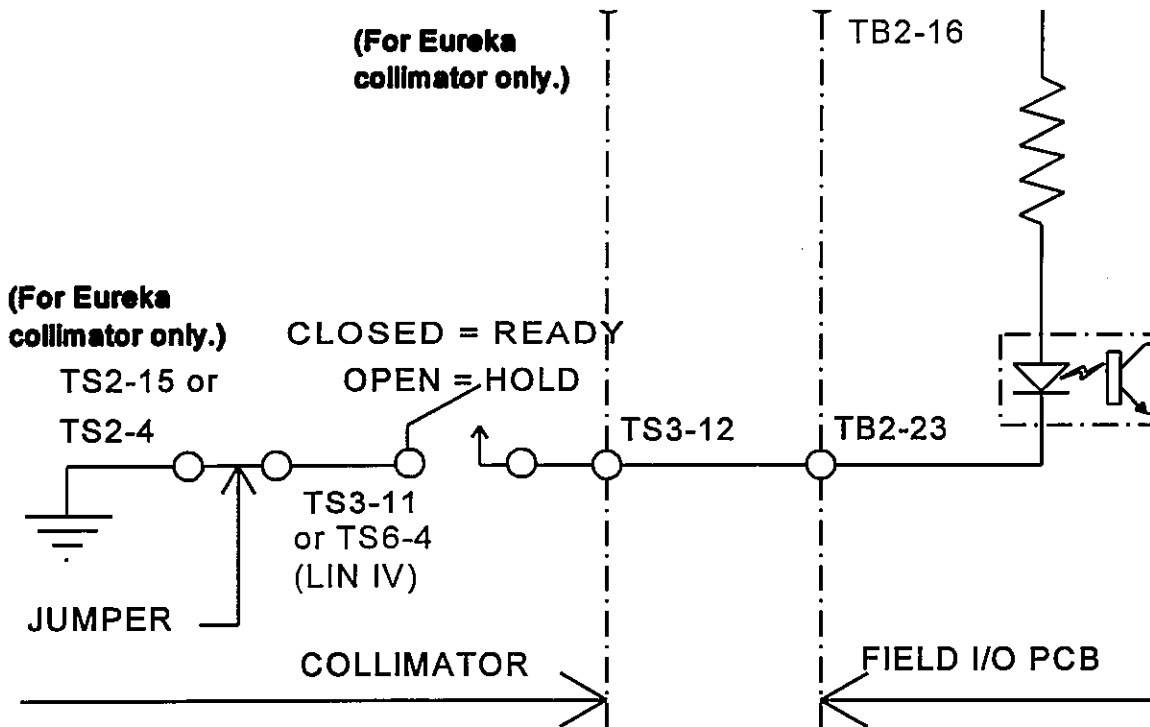 (For Eureka
collimator only.)
TB2-16
(For Eureka
collimator only.)
TS2-15 or
TS2-4
CLOSED = READY
OPEN = HOLD
TS3-12
TB2-23
TS3-11
or TS6-4
(LIN IV)
JUMPER
COLLIMATOR
FIELD I/O PCB